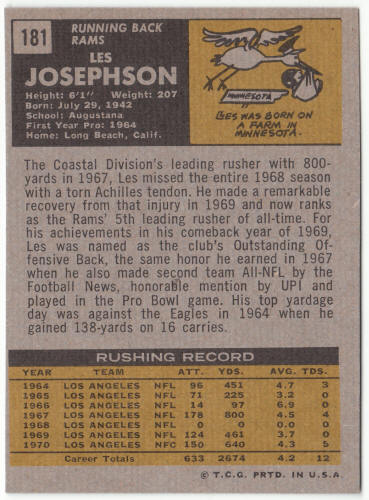 181
RUNNING BACK
RAMS
LES
JOSEPHSON
Height: 6'1" Weight: 207
Born: July 29, 1942
School: Augustana
First Year Pro: 1964
Home: Long Beach, Calif.
MINNESOTA
LES WAS BORN ON
A FARM IN
MINNESOTA.
The Coastal Division's leading rusher with 800-
yards in 1967, Les missed the entire 1968 season
with a torn Achilles tendon. He made a remarkable
recovery from that injury in 1969 and now ranks
as the Rams' 5th leading rusher of all-time. For
his achievements in his comeback year of 1969,
Les was named as the club's Outstanding Of-
fensive Back, the same honor he earned in 1967
when he also made second team All-NFL by the
Football News, honorable mention by UPI and
played in the Pro Bowl game. His top yardage
day was against the Eagles in 1964 when he
gained 138-yards on 16 carries.
RUSHING RECORD
YEAR TEAM ATT. YDS. AVG. TDS.
1964 LOS ANGELES NFL 96 451 4.7 3
1965 LOS ANGELES NFL 71 225 3.2 0
1966 LOS ANGELES NFL 14 97 6.9 0
1967 LOS ANGELES NFL 178 800 4.5 4
1968 LOS ANGELES NFL 0 0 0.0 0
1969 LOS ANGELES NFL 124 461 3.7 0
1970 LOS ANGELES NFC 150 640 4.3 5
Career Totals 633 2674 4.2 12
© T.C.G. PRTD. IN U.S.A.